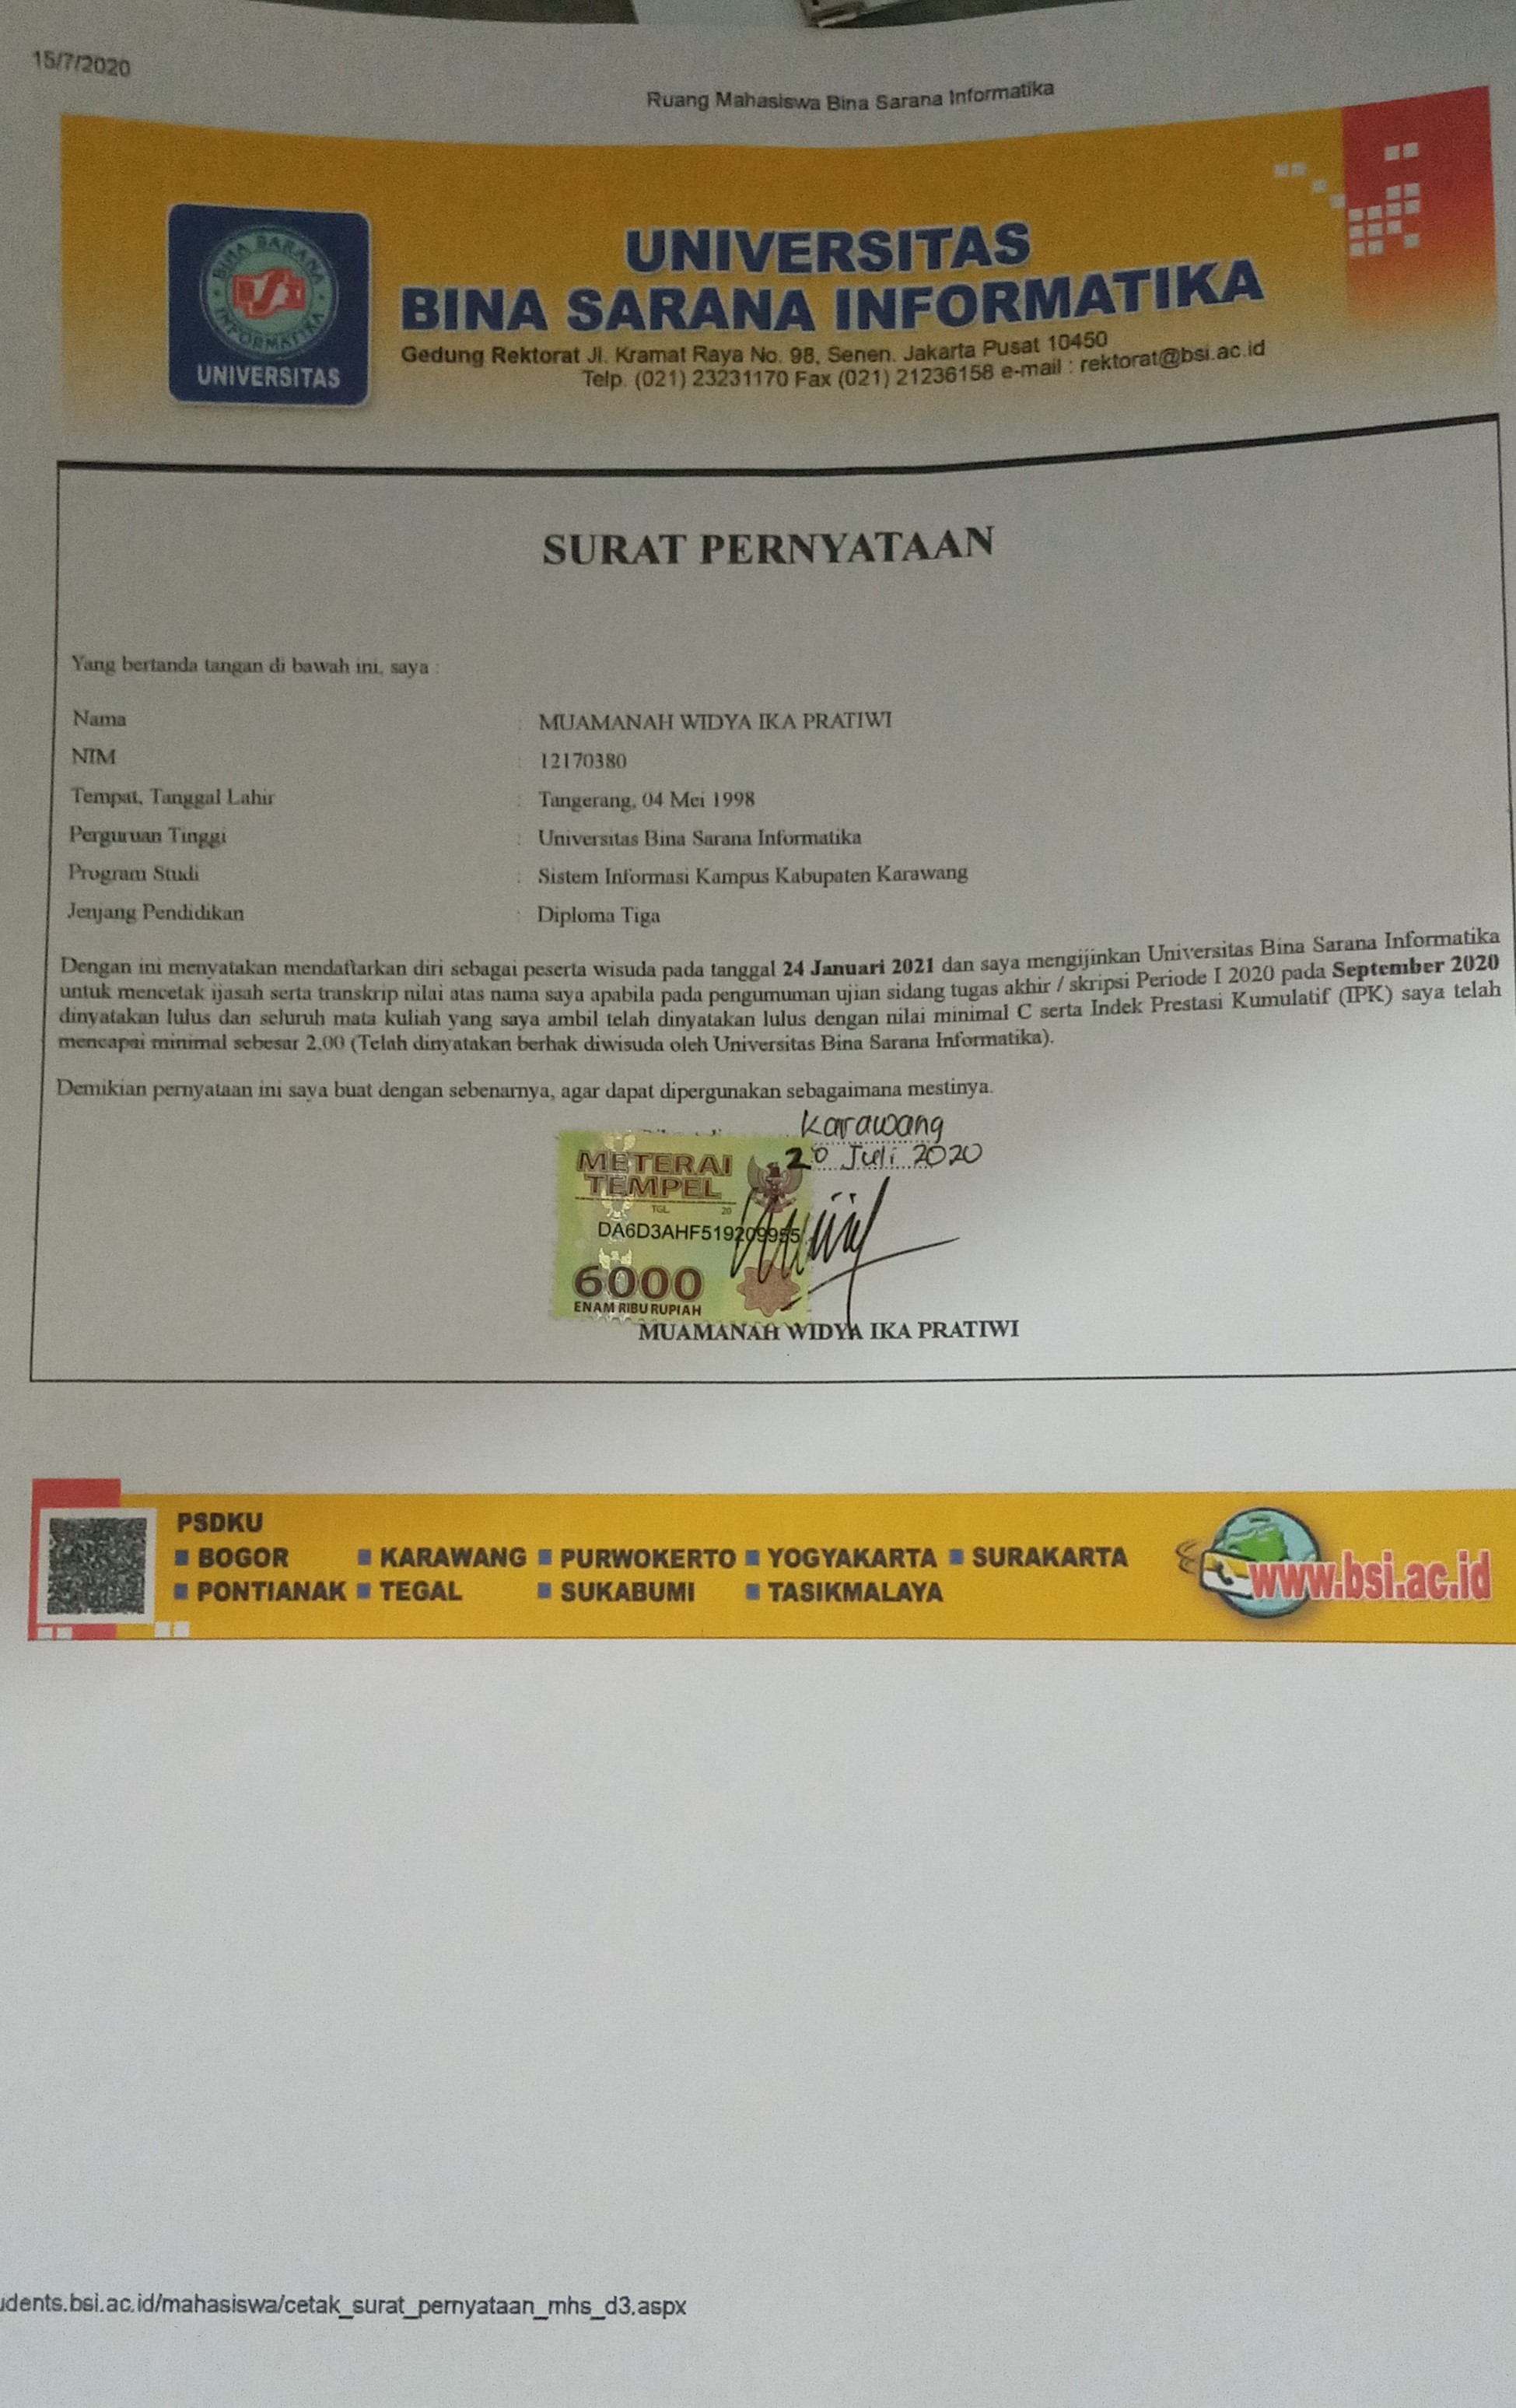 15/7/2020
Ruang Mahasiswa Bina Sarana Informatika
BINA SARANA
BSI
INFORMATIKA
UNIVERSITAS
UNIVERSITAS
BINA SARANA INFORMATIKA
Gedung Rektorat Jl. Kramat Raya No. 98, Senen. Jakarta Pusat 10450
Telp. (021) 23231170 Fax (021) 21236158 e-mail : rektorat@bsi.ac.id
SURAT PERNYATAAN
Yang bertanda tangan di bawah ini, saya :
Nama : MUAMANAH WIDYA IKA PRATIWI
NIM : 12170380
Tempat, Tanggal Lahir : Tangerang, 04 Mei 1998
Perguruan Tinggi : Universitas Bina Sarana Informatika
Program Studi : Sistem Informasi Kampus Kabupaten Karawang
Jenjang Pendidikan : Diploma Tiga
Dengan ini menyatakan mendaftarkan diri sebagai peserta wisuda pada tanggal 24 Januari 2021 dan saya mengijinkan Universitas Bina Sarana Informatika
untuk mencetak ijasah serta transkrip nilai atas nama saya apabila pada pengumuman ujian sidang tugas akhir / skripsi Periode I 2020 pada September 2020
dinyatakan lulus dan seluruh mata kuliah yang saya ambil telah dinyatakan lulus dengan nilai minimal C serta Indek Prestasi Kumulatif (IPK) saya telah
mencapai minimal sebesar 2,00 (Telah dinyatakan berhak diwisuda oleh Universitas Bina Sarana Informatika).
Demikian pernyataan ini saya buat dengan sebenarnya, agar dapat dipergunakan sebagaimana mestinya.
Karawang
20 Juli 2020
METERAI
TEMPEL
TGL. 20
DA6D3AHF519209955
6000
ENAM RIBU RUPIAH
MUAMANAH WIDYA IKA PRATIWI
PSDKU
BOGOR KARAWANG PURWOKERTO YOGYAKARTA SURAKARTA
PONTIANAK TEGAL SUKABUMI TASIKMALAYA
www.bsi.ac.id
udents.bsi.ac.id/mahasiswa/cetak_surat_pernyataan_mhs_d3.aspx